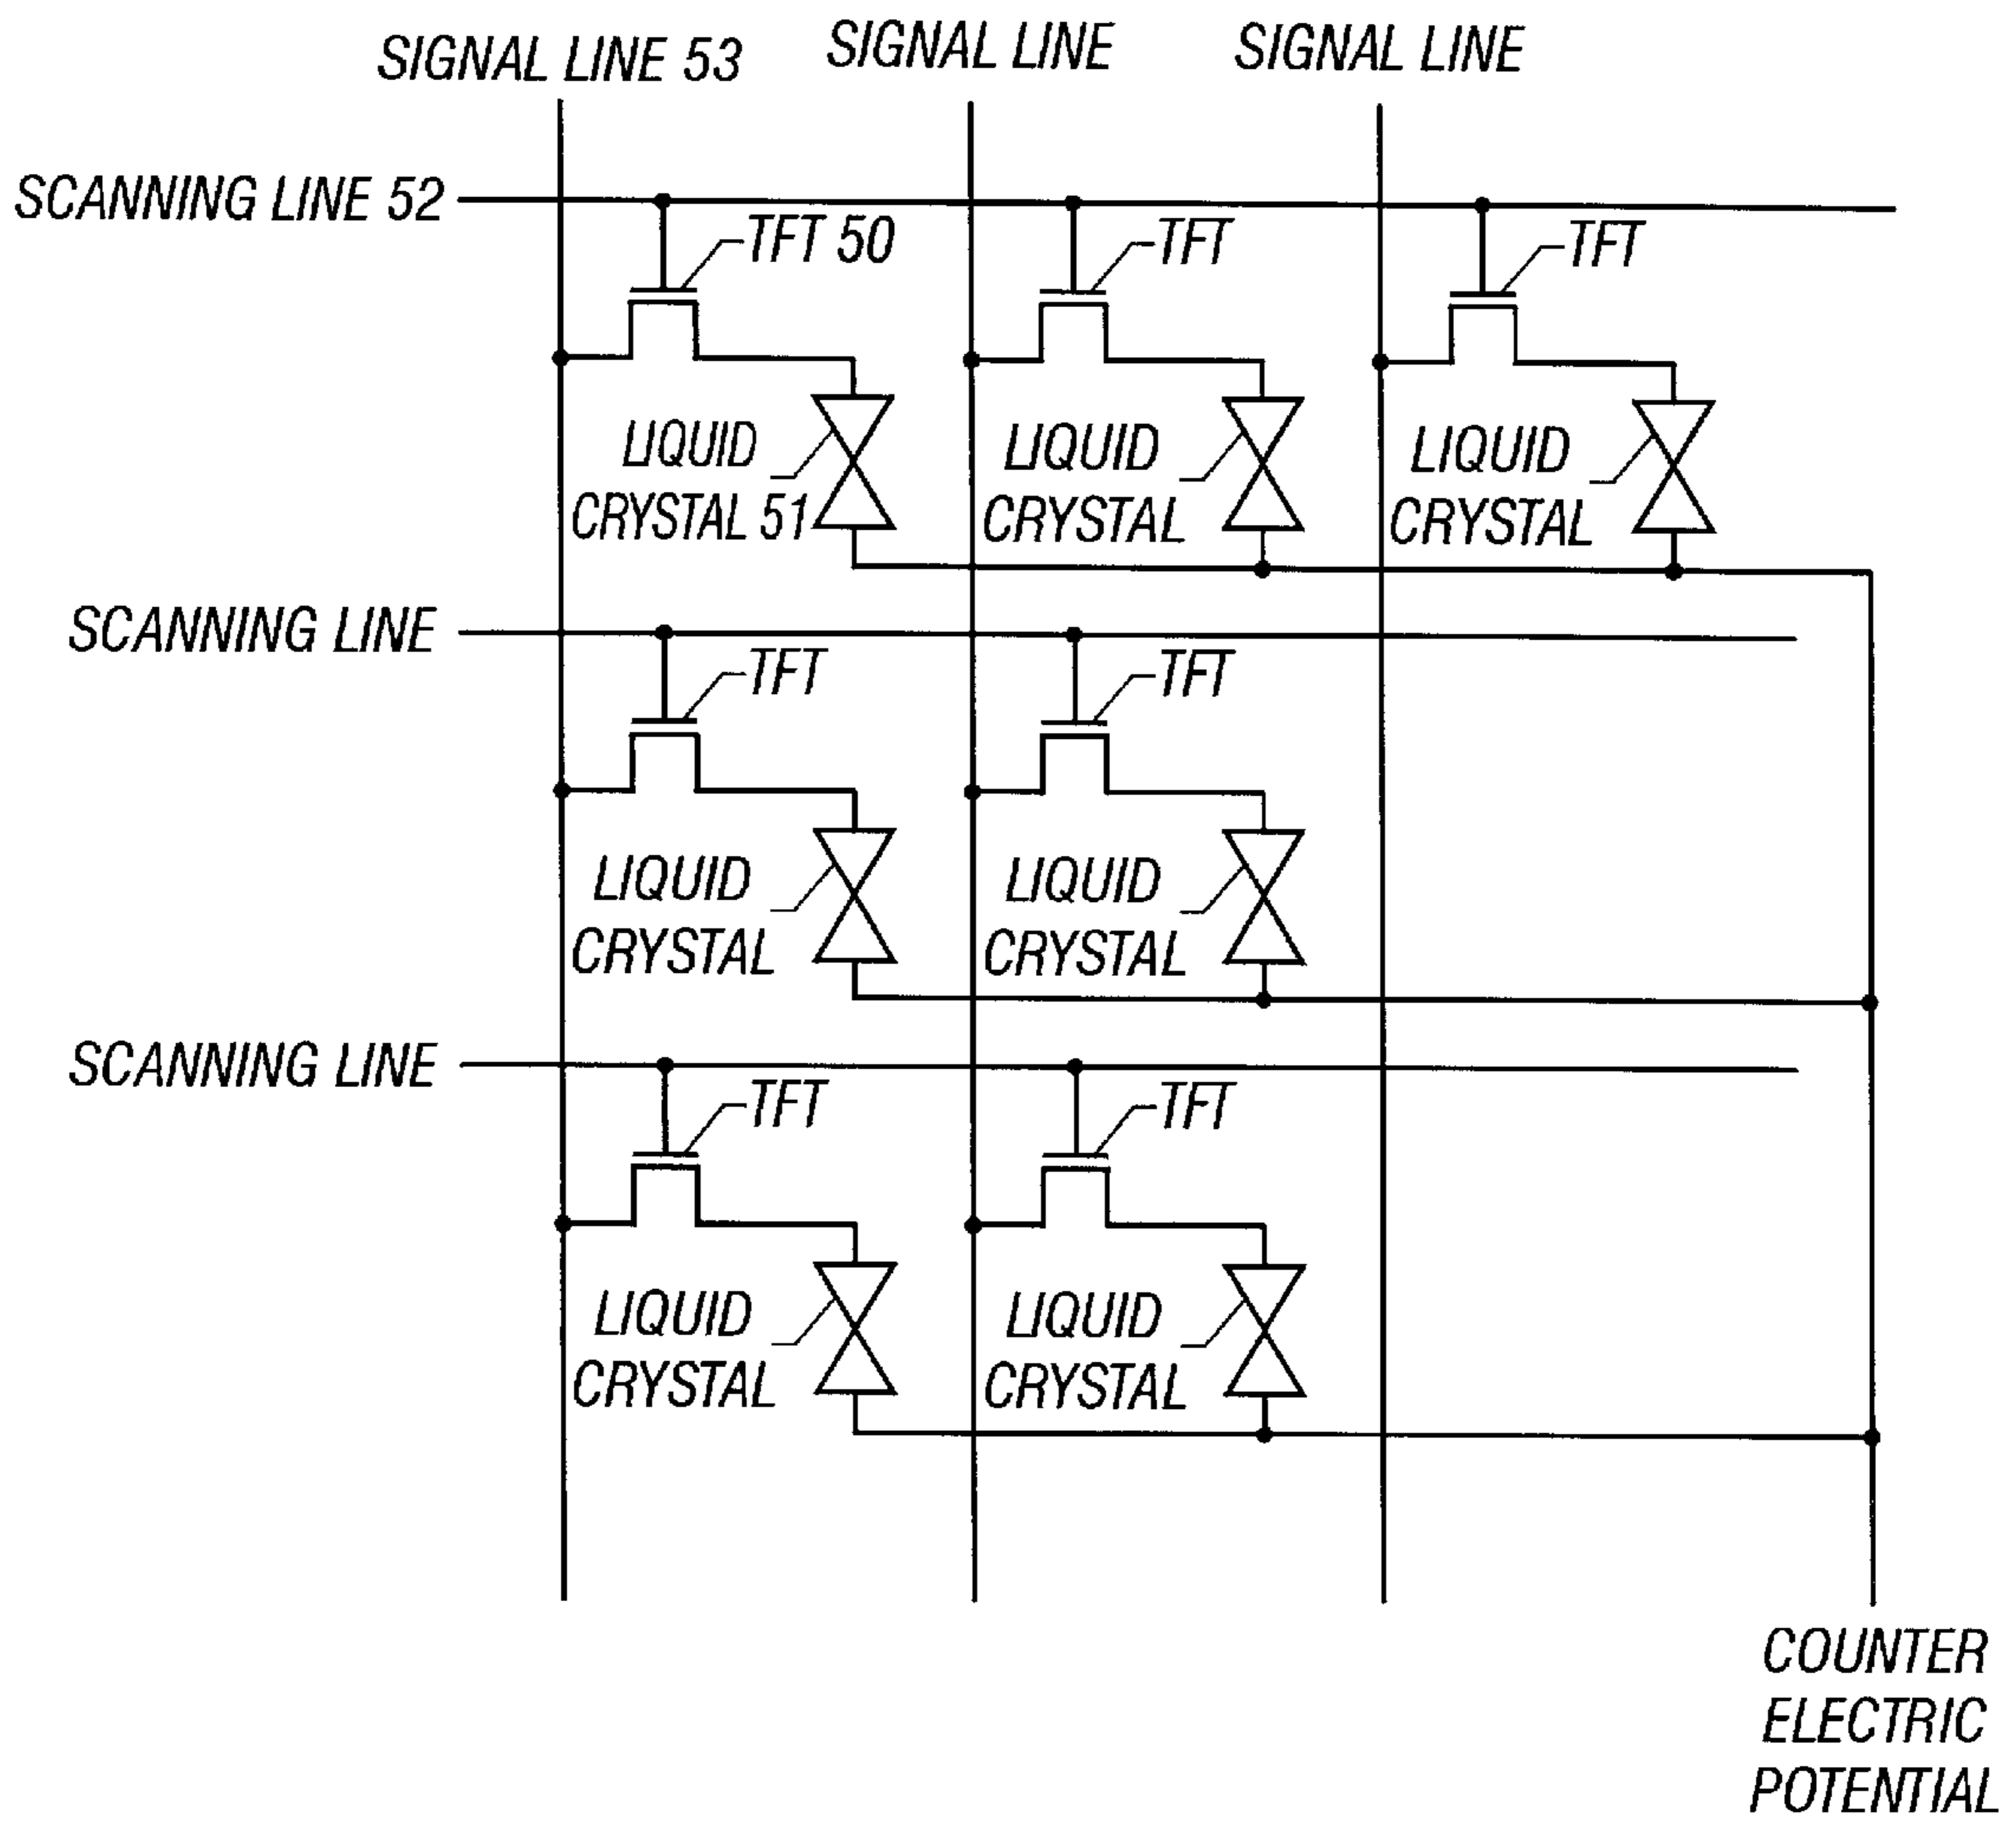 SIGNAL LINE 53
SIGNAL LINE
SIGNAL LINE
SCANNING LINE 52
TFT 50
TFT
TFT
LIQUID
CRYSTAL 51
LIQUID
CRYSTAL
LIQUID
CRYSTAL
SCANNING LINE
TFT
TFT
LIQUID
CRYSTAL
LIQUID
CRYSTAL
SCANNING LINE
TFT
TFT
LIQUID
CRYSTAL
LIQUID
CRYSTAL
COUNTER
ELECTRIC
POTENTIAL